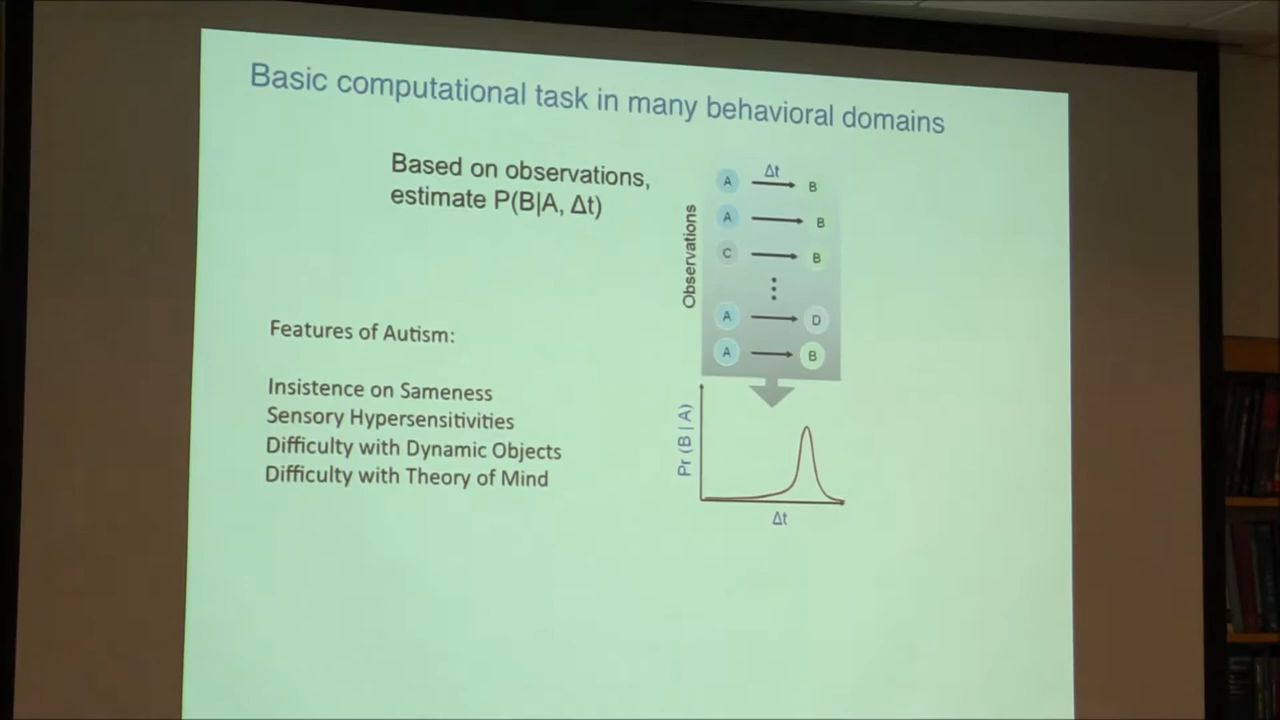 Basic computational task in many behavioral domains
Based on observations,
estimate P(B|A, Δt)
Observations
Δt
A B
A B
C B
A D
A B
Features of Autism:
Insistence on Sameness
Sensory Hypersensitivities
Difficulty with Dynamic Objects
Difficulty with Theory of Mind
Pr (B | A)
Δt